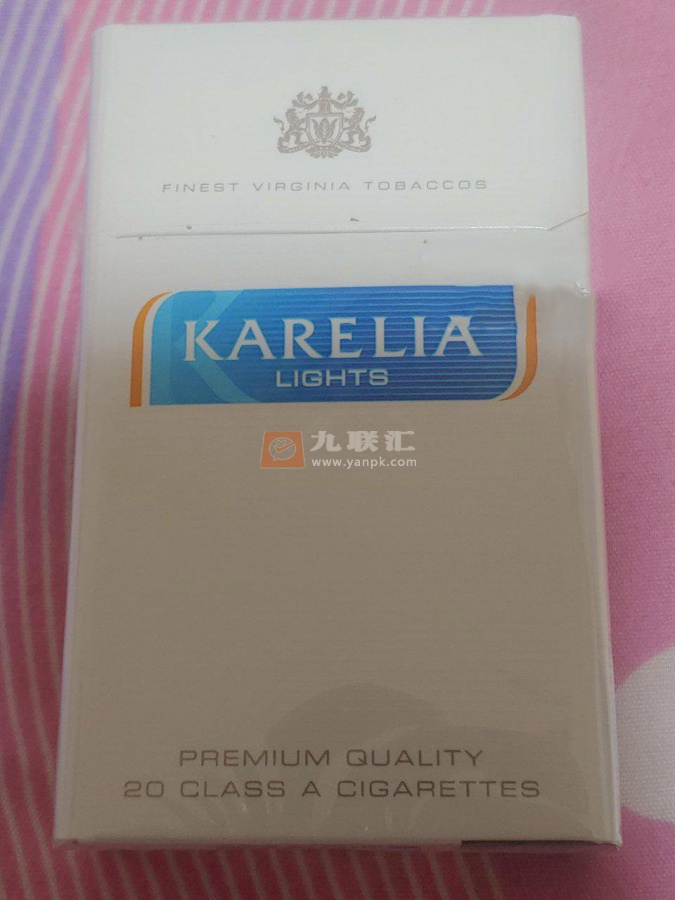 FINEST VIRGINIA TOBACCOS
KARELIA
LIGHTS
九联汇
www.yanpk.com
PREMIUM QUALITY
20 CLASS A CIGARETTES